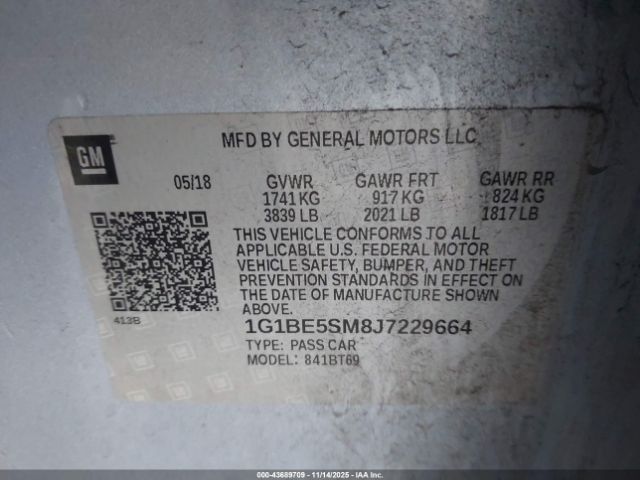 GM
MFD BY GENERAL MOTORS LLC
05/18 GVWR GAWR FRT GAWR RR
1741 KG 917 KG 824 KG
3839 LB 2021 LB 1817 LB
THIS VEHICLE CONFORMS TO ALL
APPLICABLE U.S. FEDERAL MOTOR
VEHICLE SAFETY, BUMPER, AND THEFT
PREVENTION STANDARDS IN EFFECT ON
THE DATE OF MANUFACTURE SHOWN
ABOVE.
413B
1G1BE5SM8J7229664
TYPE: PASS CAR
MODEL: 841BT69
000-43689709 - 11/14/2025 - IAA, Inc.